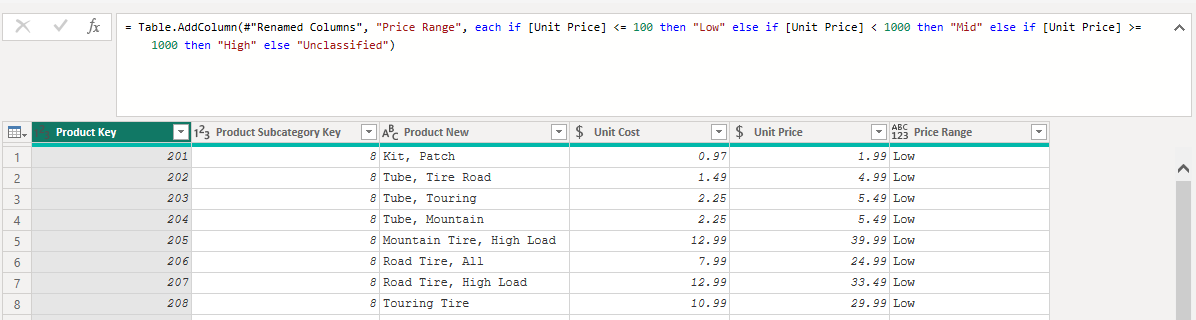 fx = Table.AddColumn(#"Renamed Columns", "Price Range", each if [Unit Price] <= 100 then "Low" else if [Unit Price] < 1000 then "Mid" else if [Unit Price] >=
1000 then "High" else "Unclassified")
123 Product Key 123 Product Subcategory Key ABC Product New $ Unit Cost $ Unit Price ABC 123 Price Range
1 201 8 Kit, Patch 0.97 1.99 Low
2 202 8 Tube, Tire Road 1.49 4.99 Low
3 203 8 Tube, Touring 2.25 5.49 Low
4 204 8 Tube, Mountain 2.25 5.49 Low
5 205 8 Mountain Tire, High Load 12.99 39.99 Low
6 206 8 Road Tire, All 7.99 24.99 Low
7 207 8 Road Tire, High Load 12.99 33.49 Low
8 208 8 Touring Tire 10.99 29.99 Low